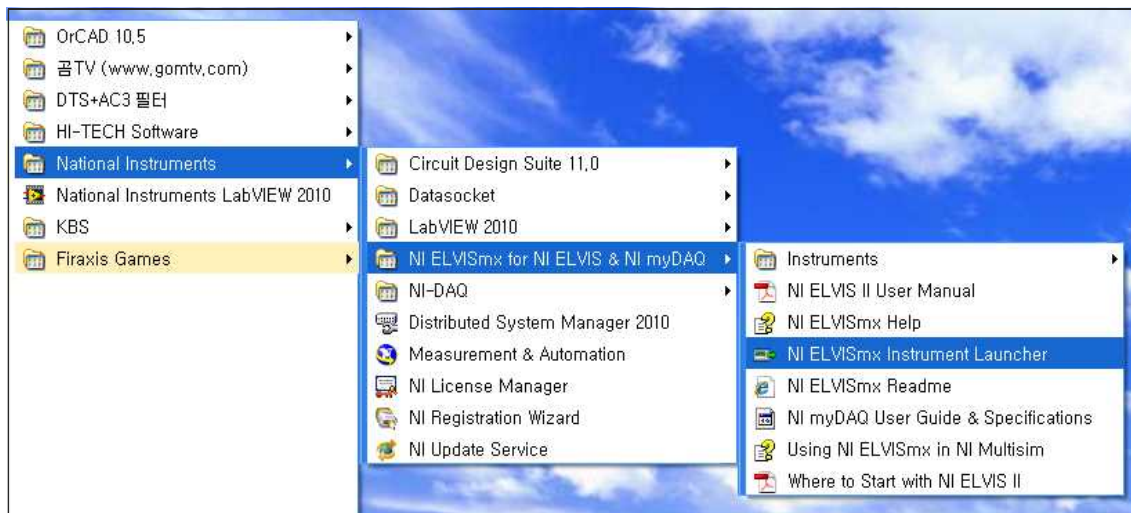 OrCAD 10.5
곰TV (www.gomtv.com)
DTS+AC3 필터
HI-TECH Software
National Instruments
National Instruments LabVIEW 2010
KBS
Firaxis Games
Circuit Design Suite 11.0
Datasocket
LabVIEW 2010
NI ELVISmx for NI ELVIS & NI myDAQ
NI-DAQ
Distributed System Manager 2010
Measurement & Automation
NI License Manager
NI Registration Wizard
NI Update Service
Instruments
NI ELVIS II User Manual
NI ELVISmx Help
NI ELVISmx Instrument Launcher
NI ELVISmx Readme
NI myDAQ User Guide & Specifications
Using NI ELVISmx in NI Multisim
Where to Start with NI ELVIS II